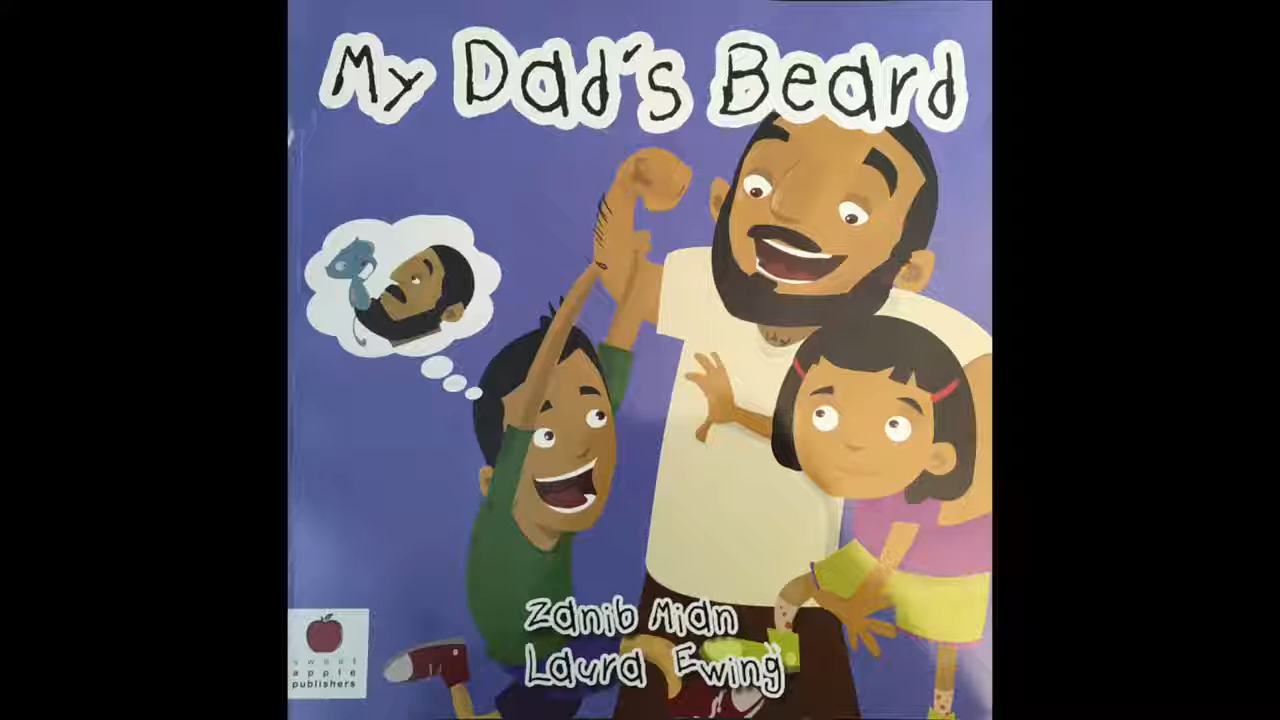 My Dad's Beard
Zanib Mian
Laura Ewing
sweet
apple
publishers